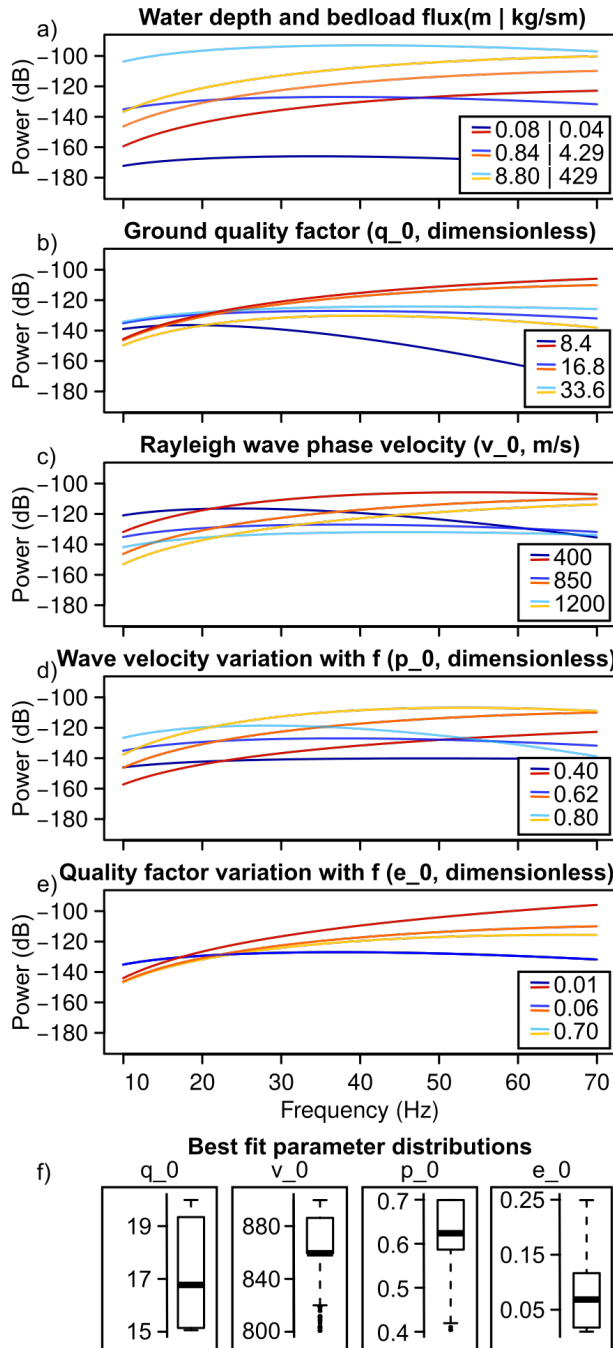 Water depth and bedload flux(m | kg/sm)
a)
Power (dB)
−100
−120
−140
−160
−180
0.08 | 0.04
0.84 | 4.29
8.80 | 429
b)
Ground quality factor (q_0, dimensionless)
Power (dB)
−100
−120
−140
−160
−180
8.4
16.8
33.6
Rayleigh wave phase velocity (v_0, m/s)
c)
Power (dB)
−100
−120
−140
−160
−180
400
850
1200
d) Wave velocity variation with f (p_0, dimensionless)
Power (dB)
−100
−120
−140
−160
−180
0.40
0.62
0.80
e) Quality factor variation with f (e_0, dimensionless)
Power (dB)
−100
−120
−140
−160
−180
0.01
0.06
0.70
10 20 30 40 50 60 70
Frequency (Hz)
Best fit parameter distributions
f) q_0 v_0 p_0 e_0
19
17
15
880
840
800
0.7
0.6
0.5
0.4
0.25
0.15
0.05